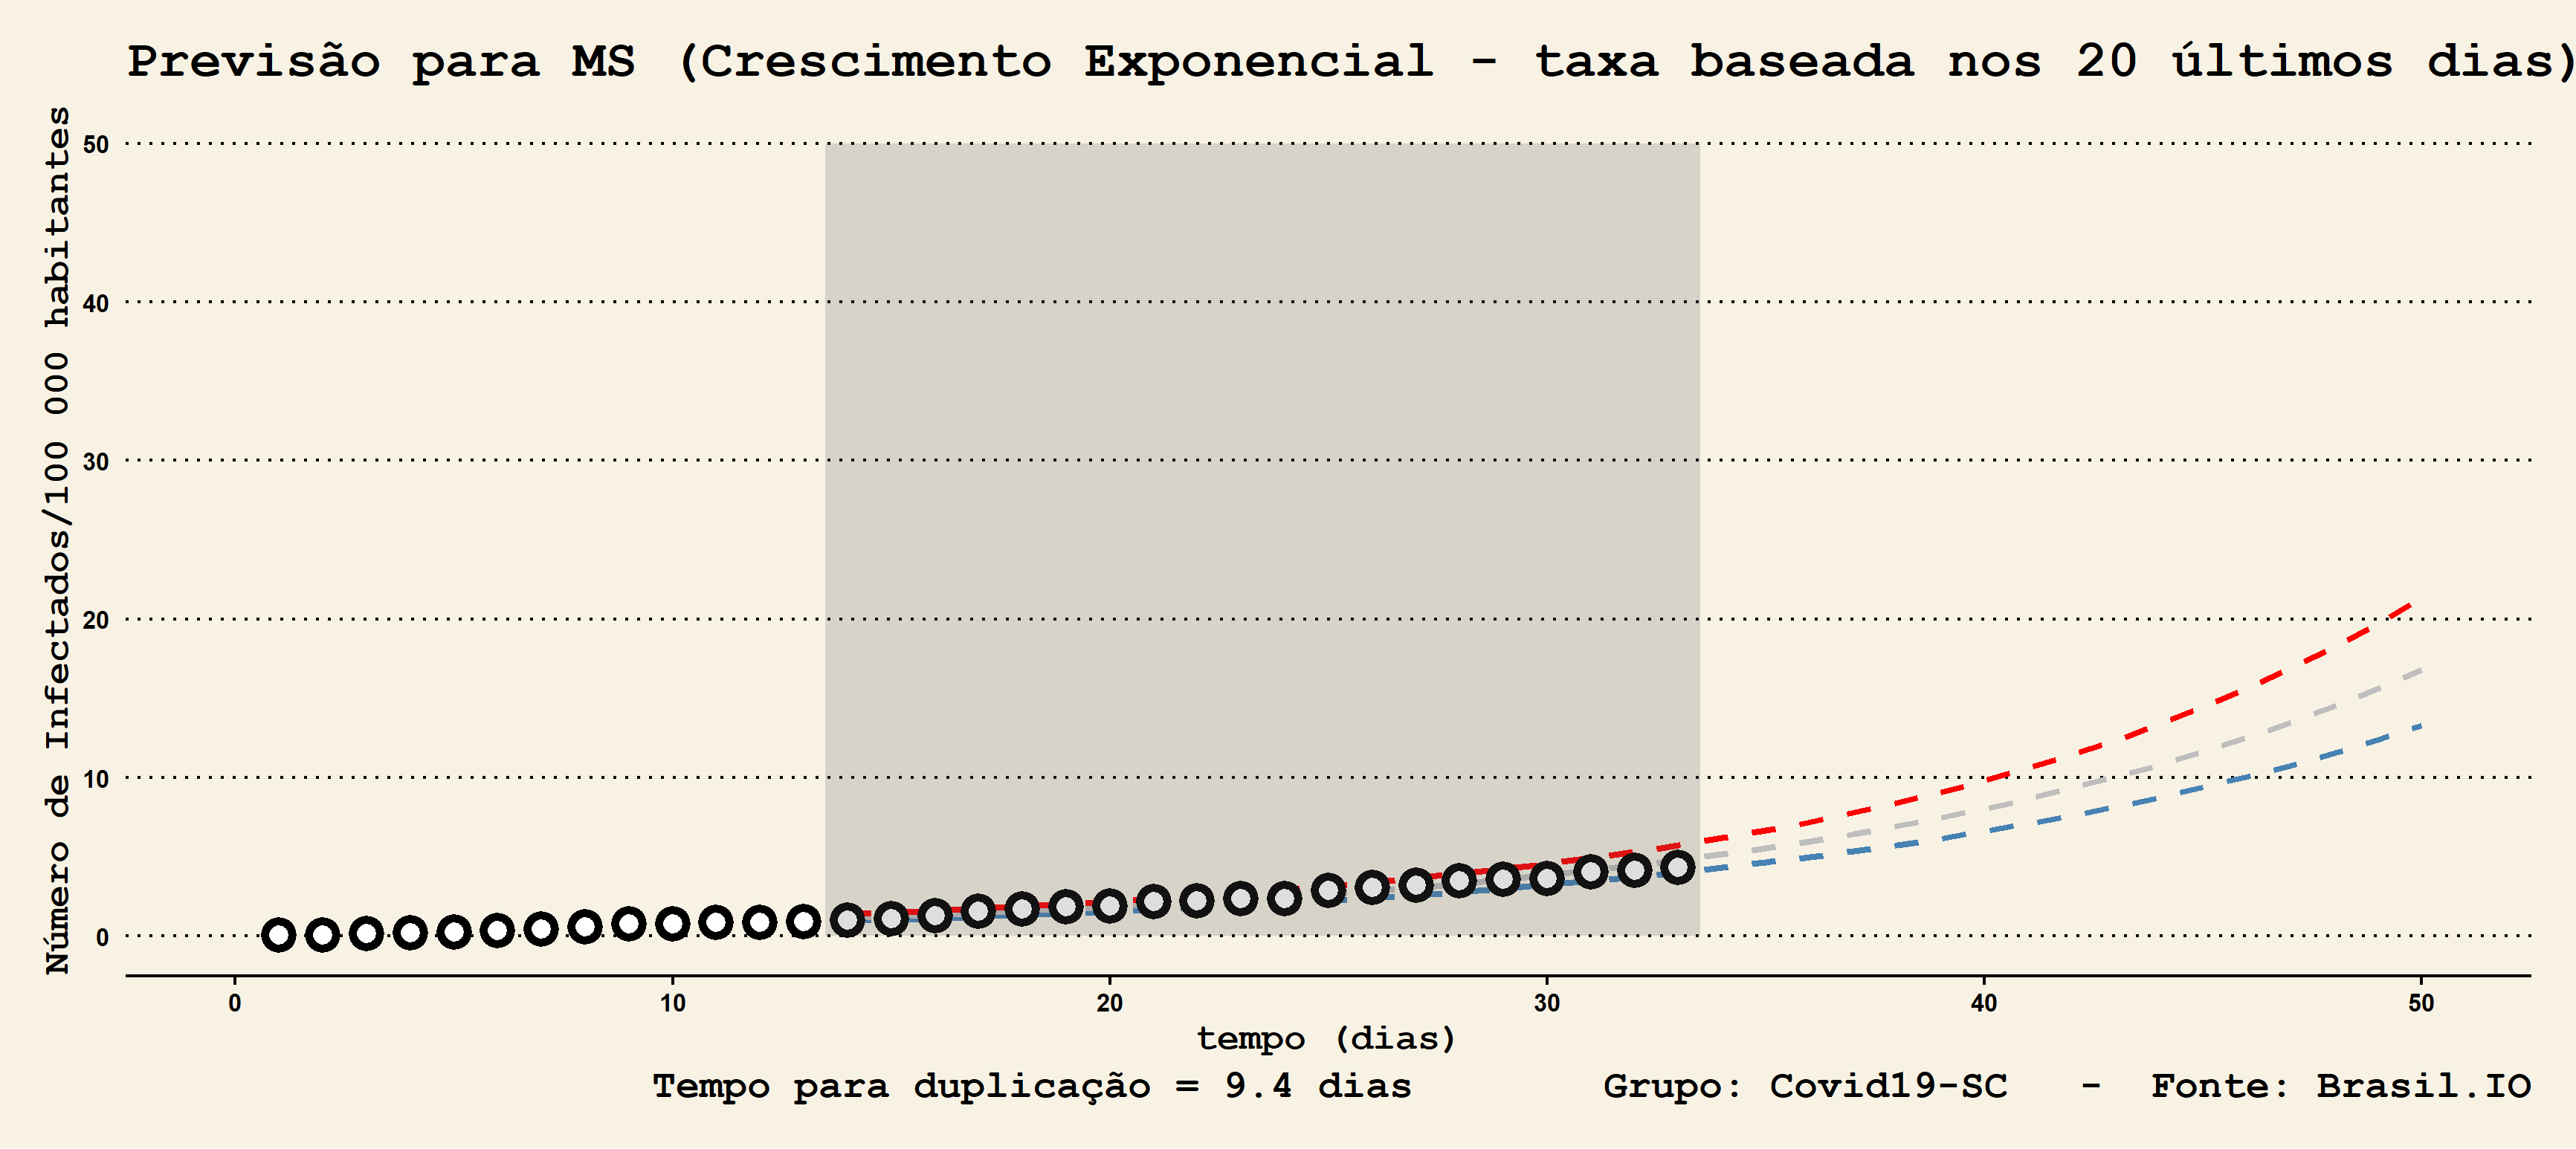 Previsão para MS (Crescimento Exponencial - taxa baseada nos 20 últimos dias)
Número de Infectados/100 000 habitantes
50
40
30
20
10
0
0 10 20 30 40 50
tempo (dias)
Tempo para duplicação = 9.4 dias Grupo: Covid19-SC - Fonte: Brasil.IO